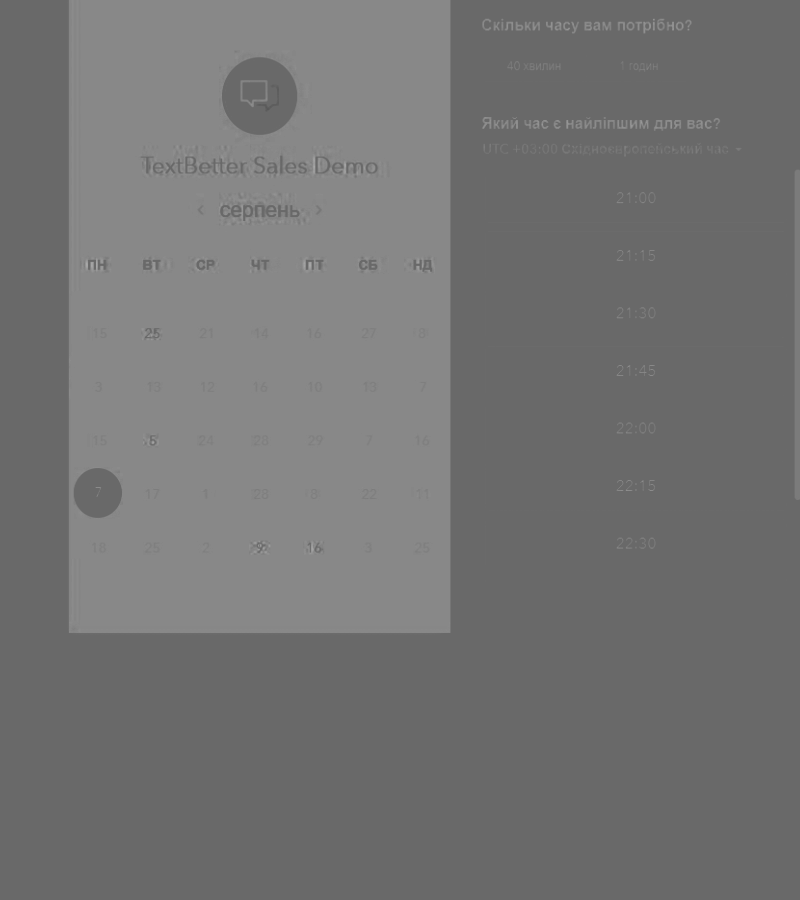 TextBetter Sales Demo
‹ серпень ›
ПН ВТ СР ЧТ ПТ СБ НД
15 25 21 14 16 27 8
3 13 12 16 10 13 7
15 5 24 28 29 7 16
7 17 1 28 8 22 11
18 25 2 9 16 3 25
Скільки часу вам потрібно?
40 хвилин 1 годин
Який час є найліпшим для вас?
UTC +03:00 Східноєвропейський час
21:00
21:15
21:30
21:45
22:00
22:15
22:30